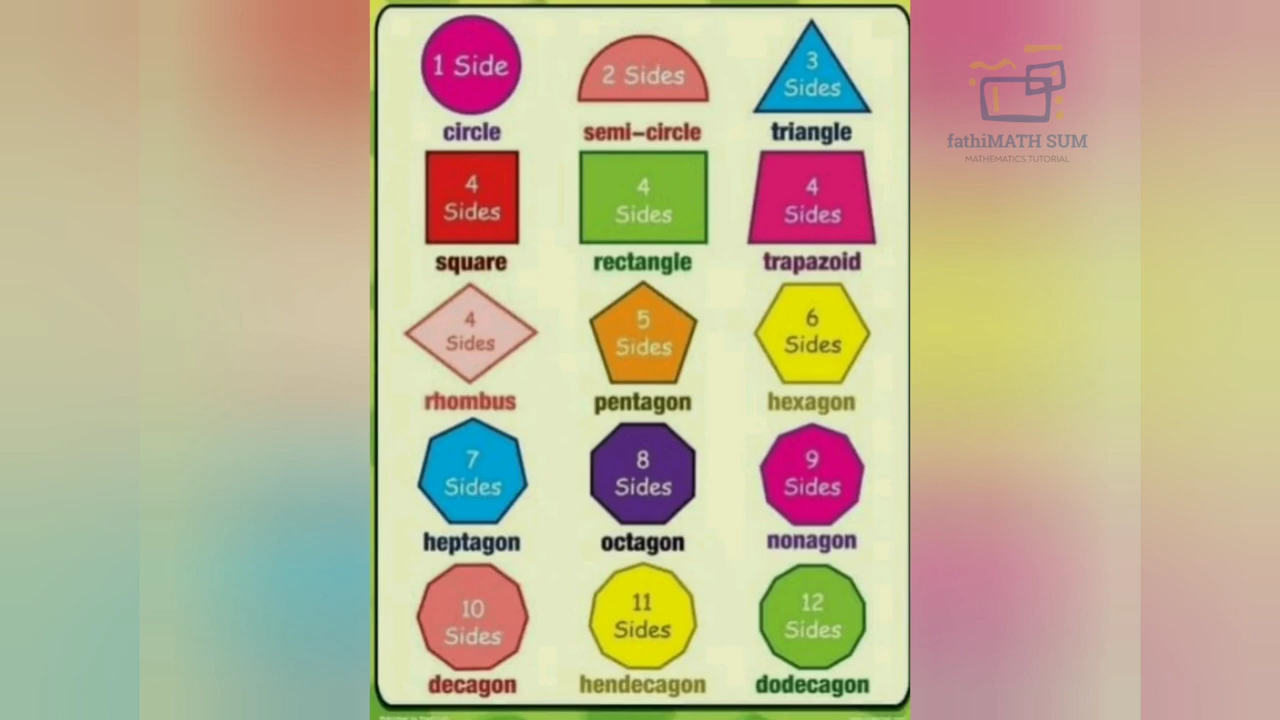 1 Side
circle
2 Sides
semi-circle
3
Sides
triangle
4
Sides
square
4
Sides
rectangle
4
Sides
trapazoid
4
Sides
rhombus
5
Sides
pentagon
6
Sides
hexagon
7
Sides
heptagon
8
Sides
octagon
9
Sides
nonagon
10
Sides
decagon
11
Sides
hendecagon
12
Sides
dodecagon
fathiMATH SUM
MATHEMATICS TUTORIAL